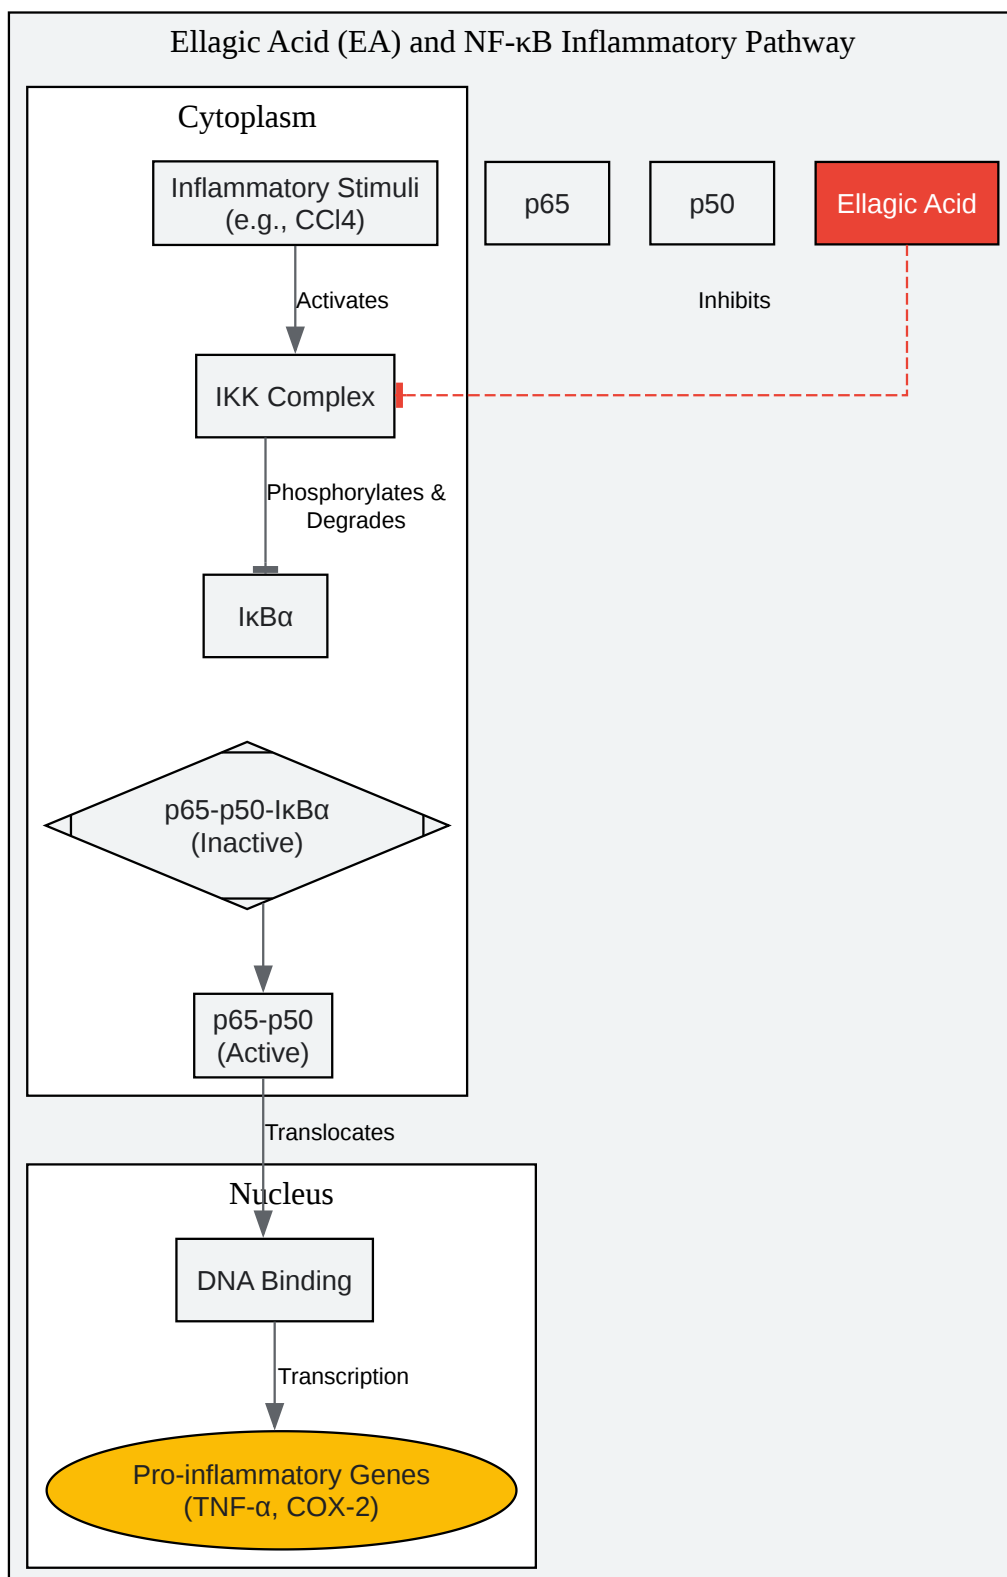 Ellagic Acid (EA) and NF-κB Inflammatory Pathway
Cytoplasm
Inflammatory Stimuli
(e.g., CCl4)
p65
p50
Ellagic Acid
Activates
Inhibits
IKK Complex
Phosphorylates &
Degrades
IκBα
p65-p50-IκBα
(Inactive)
p65-p50
(Active)
Translocates
Nucleus
DNA Binding
Transcription
Pro-inflammatory Genes
(TNF-α, COX-2)